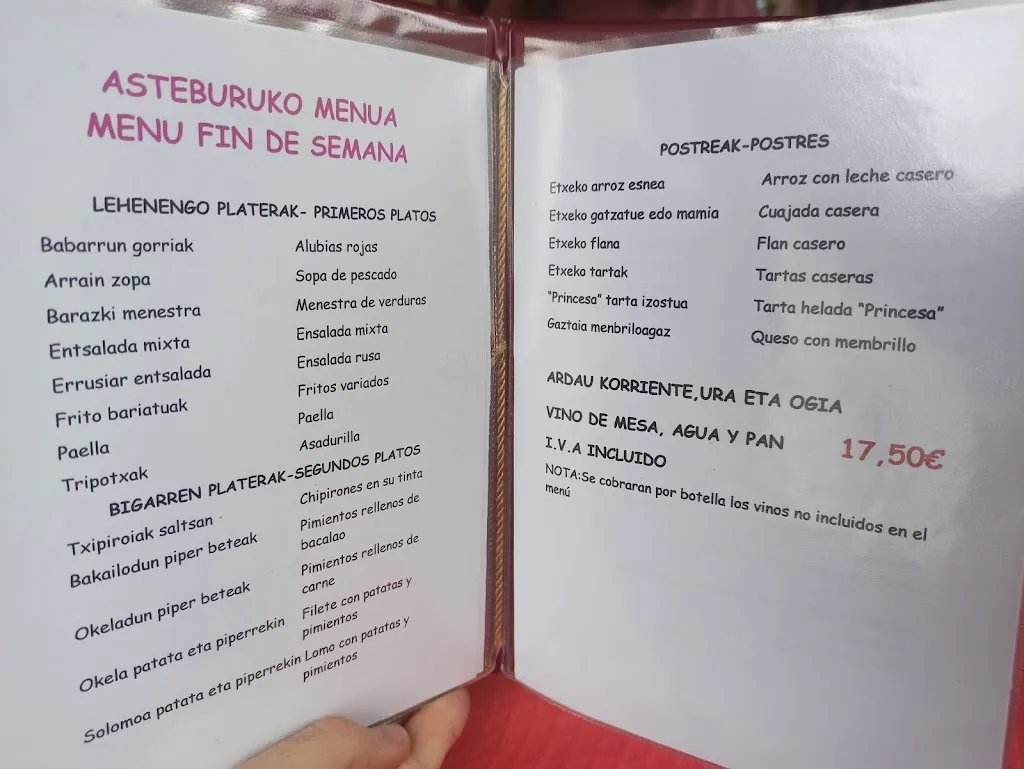 ASTEBURUKO MENUA
MENU FIN DE SEMANA
LEHENENGO PLATERAK- PRIMEROS PLATOS
Babarrun gorriak Alubias rojas
Arrain zopa Sopa de pescado
Barazki menestra Menestra de verduras
Entsalada mixta Ensalada mixta
Errusiar entsalada Ensalada rusa
Frito bariatuak Fritos variados
Paella Paella
Tripotxak Asadurilla
BIGARREN PLATERAK-SEGUNDOS PLATOS
Txipiroiak saltsan Chipirones en su tinta
Bakailodun piper beteak Pimientos rellenos de
bacalao
Okeladun piper beteak Pimientos rellenos de
carne
Okela patata eta piperrekin Filete con patatas y
pimientos
Solomoa patata eta piperrekin Lomo con patatas y
pimientos
POSTREAK-POSTRES
Etxeko arroz esnea Arroz con leche casero
Etxeko gatzatue edo mamia Cuajada casera
Etxeko flana Flan casero
Etxeko tartak Tartas caseras
"Princesa" tarta izostua Tarta helada "Princesa"
Gaztaia menbriloagaz Queso con membrillo
ARDAU KORRIENTE,URA ETA OGIA
VINO DE MESA, AGUA Y PAN 17,50€
I.V.A INCLUIDO
NOTA:Se cobraran por botella los vinos no incluidos en el
menú